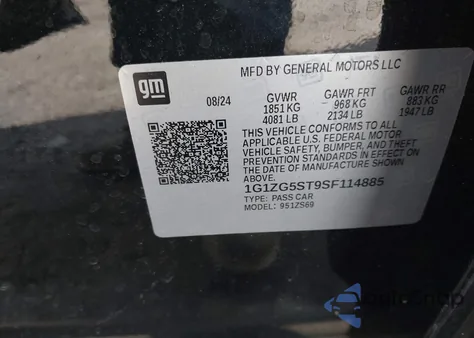 MFD BY GENERAL MOTORS LLC
gm
08/24
GVWR GAWR FRT GAWR RR
1851 KG 968 KG 883 KG
4081 LB 2134 LB 1947 LB
THIS VEHICLE CONFORMS TO ALL
APPLICABLE U.S. FEDERAL MOTOR
VEHICLE SAFETY, BUMPER, AND THEFT
PREVENTION STANDARDS IN EFFECT ON
THE DATE OF MANUFACTURE SHOWN
ABOVE.
1G1ZG5ST9SF114885
TYPE: PASS CAR
MODEL: 951ZS69